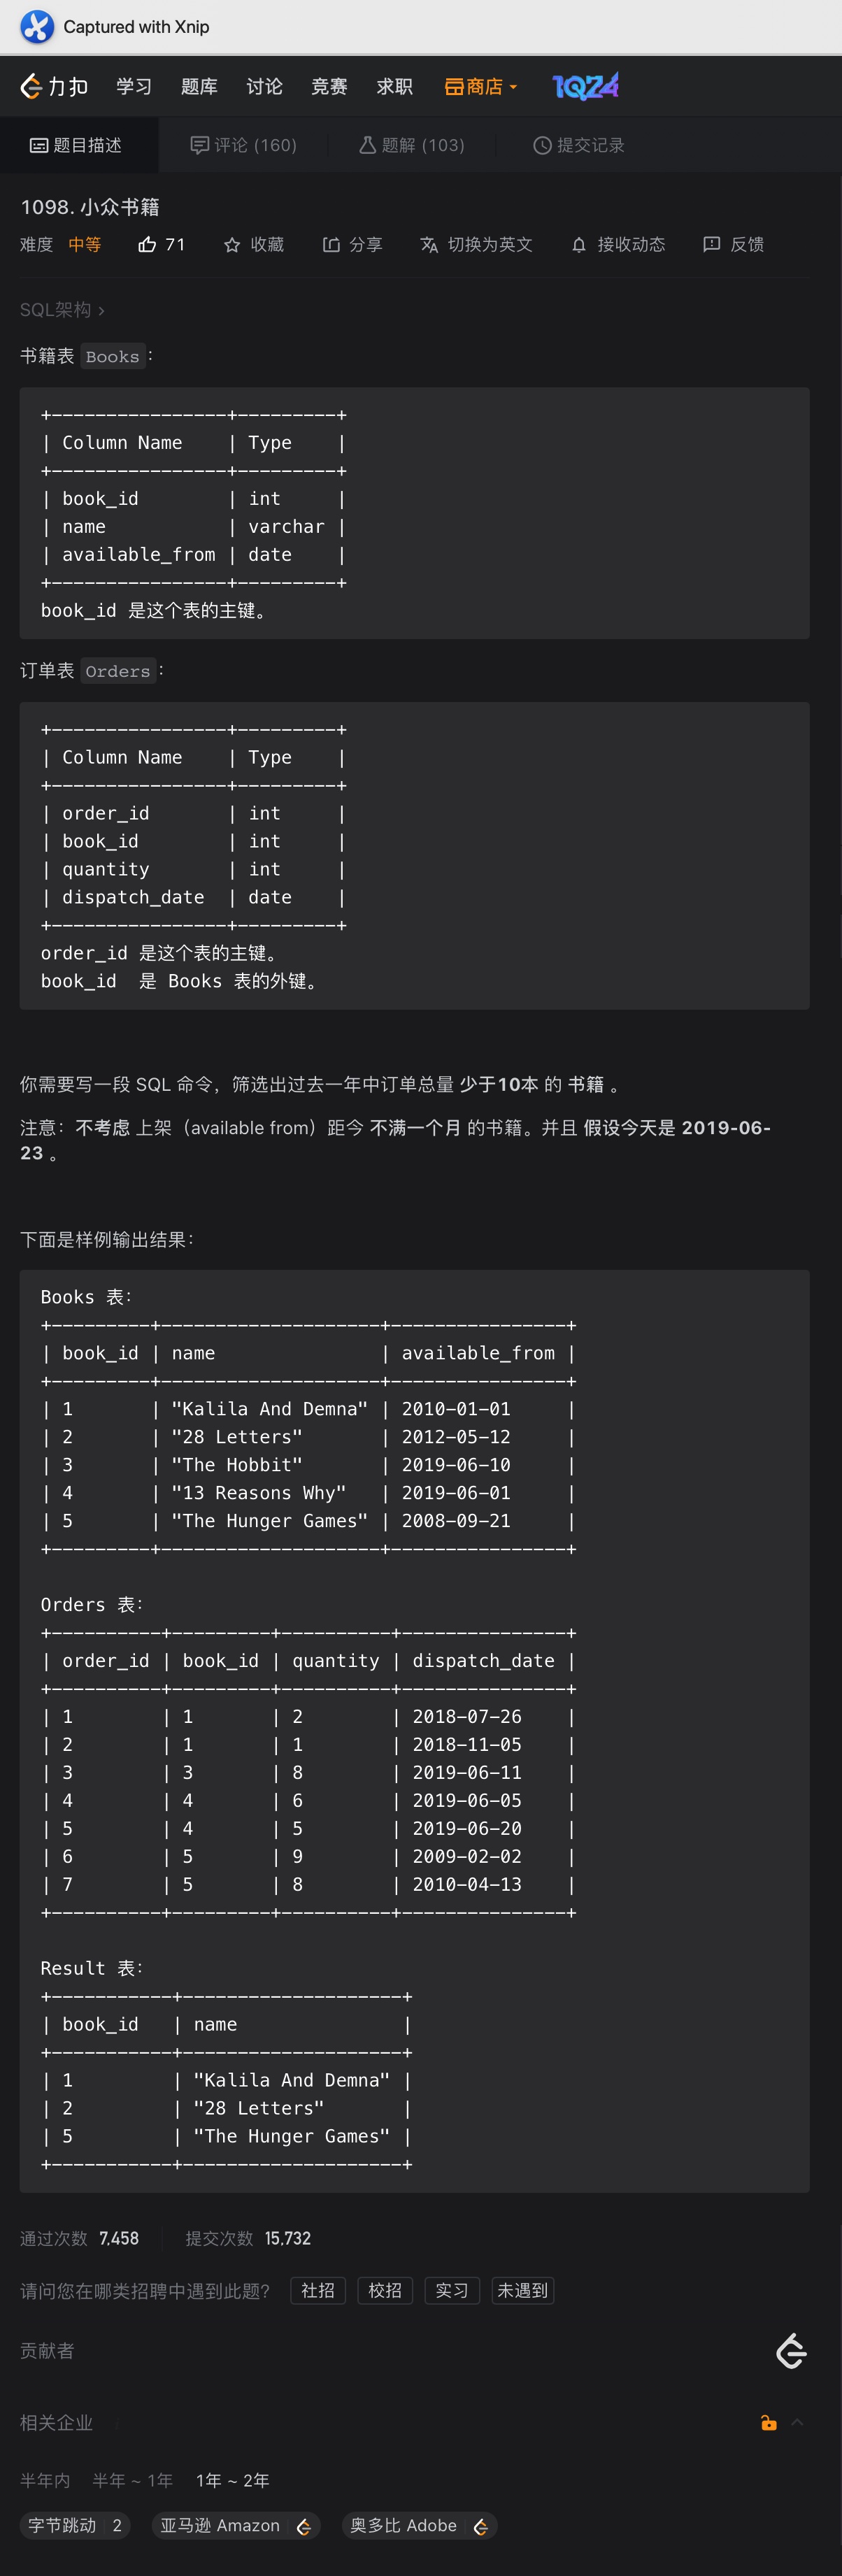 Captured with Xnip
力扣 学习 题库 讨论 竞赛 求职 商店 1024
题目描述 评论 (160) 题解 (103) 提交记录
1098. 小众书籍
难度 中等 71 收藏 分享 切换为英文 接收动态 反馈
SQL架构 ›
书籍表 Books：
+----------------+---------+
| Column Name    | Type    |
+----------------+---------+
| book_id        | int     |
| name           | varchar |
| available_from | date    |
+----------------+---------+
book_id 是这个表的主键。
订单表 Orders：
+----------------+---------+
| Column Name    | Type    |
+----------------+---------+
| order_id       | int     |
| book_id        | int     |
| quantity       | int     |
| dispatch_date  | date    |
+----------------+---------+
order_id 是这个表的主键。
book_id  是 Books 表的外键。
你需要写一段 SQL 命令，筛选出过去一年中订单总量 少于10本 的 书籍 。
注意：不考虑 上架（available from）距今 不满一个月 的书籍。并且 假设今天是 2019-06-
23 。
下面是样例输出结果：
Books 表：
+---------+--------------------+----------------+
| book_id | name               | available_from |
+---------+--------------------+----------------+
| 1       | "Kalila And Demna" | 2010-01-01     |
| 2       | "28 Letters"       | 2012-05-12     |
| 3       | "The Hobbit"       | 2019-06-10     |
| 4       | "13 Reasons Why"   | 2019-06-01     |
| 5       | "The Hunger Games" | 2008-09-21     |
+---------+--------------------+----------------+
Orders 表：
+----------+---------+----------+---------------+
| order_id | book_id | quantity | dispatch_date |
+----------+---------+----------+---------------+
| 1        | 1       | 2        | 2018-07-26    |
| 2        | 1       | 1        | 2018-11-05    |
| 3        | 3       | 8        | 2019-06-11    |
| 4        | 4       | 6        | 2019-06-05    |
| 5        | 4       | 5        | 2019-06-20    |
| 6        | 5       | 9        | 2009-02-02    |
| 7        | 5       | 8        | 2010-04-13    |
+----------+---------+----------+---------------+
Result 表：
+-----------+--------------------+
| book_id   | name               |
+-----------+--------------------+
| 1         | "Kalila And Demna" |
| 2         | "28 Letters"       |
| 5         | "The Hunger Games" |
+-----------+--------------------+
通过次数 7,458 提交次数 15,732
请问您在哪类招聘中遇到此题？ 社招 校招 实习 未遇到
贡献者
相关企业
半年内 半年 ~ 1年 1年 ~ 2年
字节跳动 2 亚马逊 Amazon 奥多比 Adobe